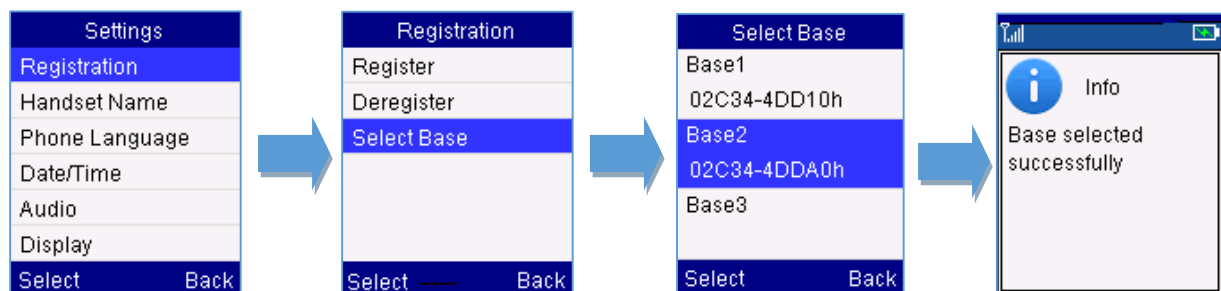 Settings
Registration
Handset Name
Phone Language
Date/Time
Audio
Display
Select Back
Registration
Register
Deregister
Select Base
Select Back
Select Base
Base1
02C34-4DD10h
Base2
02C34-4DDA0h
Base3
Select Back
Info
Base selected
successfully